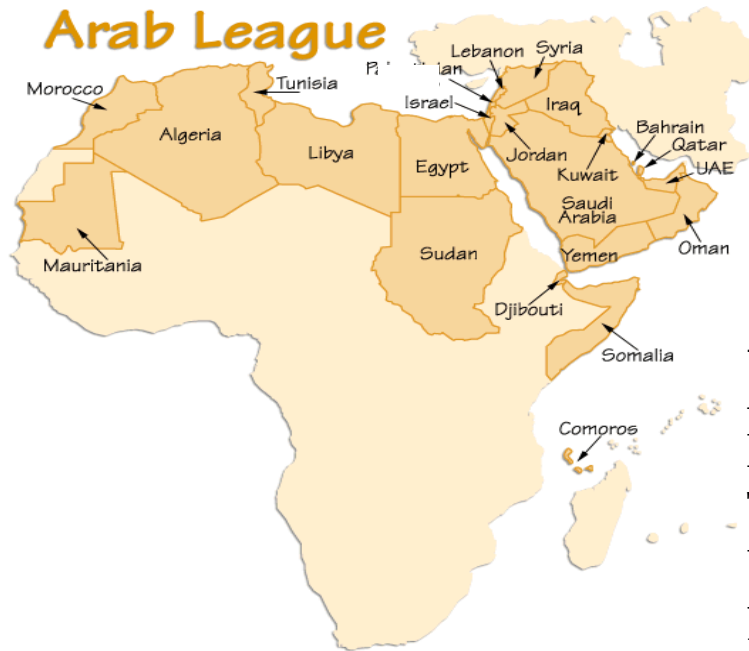 Arab League
Lebanon
Syria
Morocco
Tunisia
Israel
Iraq
Algeria
Libya
Egypt
Jordan
Kuwait
Bahrain
Qatar
UAE
Saudi
Arabia
Mauritania
Sudan
Yemen
Oman
Djibouti
Somalia
Comoros